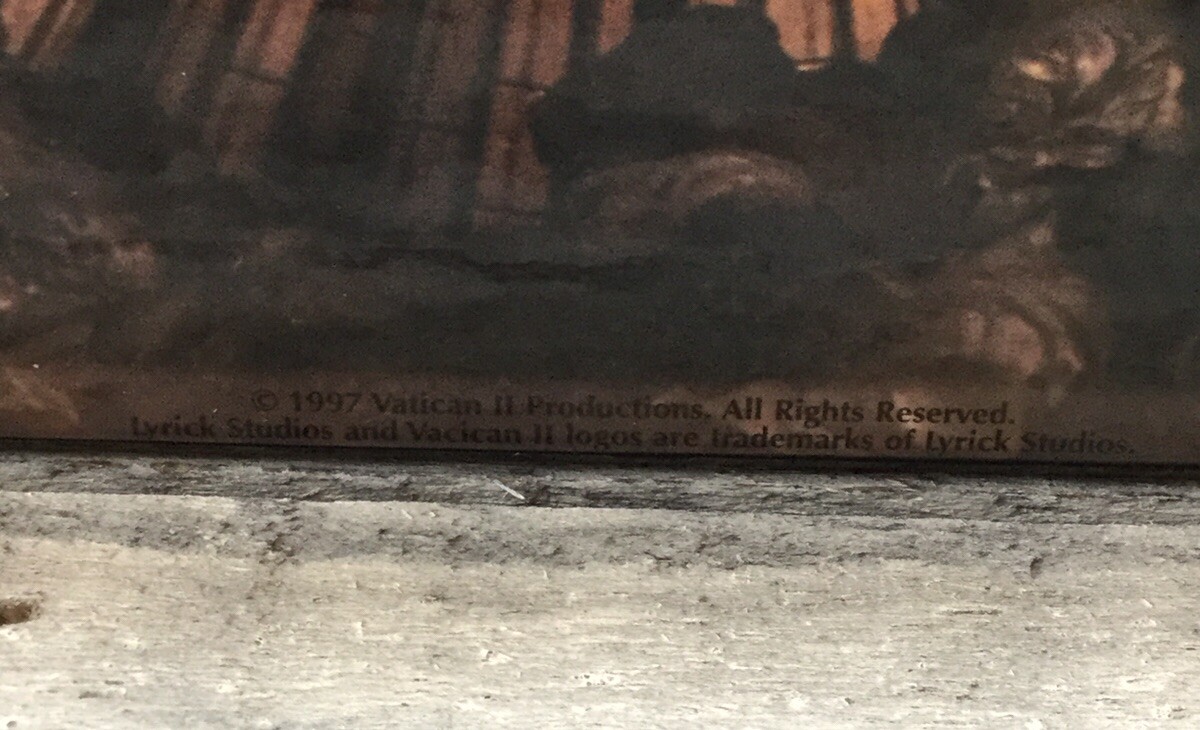 © 1997 Vatican II Productions. All Rights Reserved.
Lyrick Studios and Vacican II logos are trademarks of Lyrick Studios.